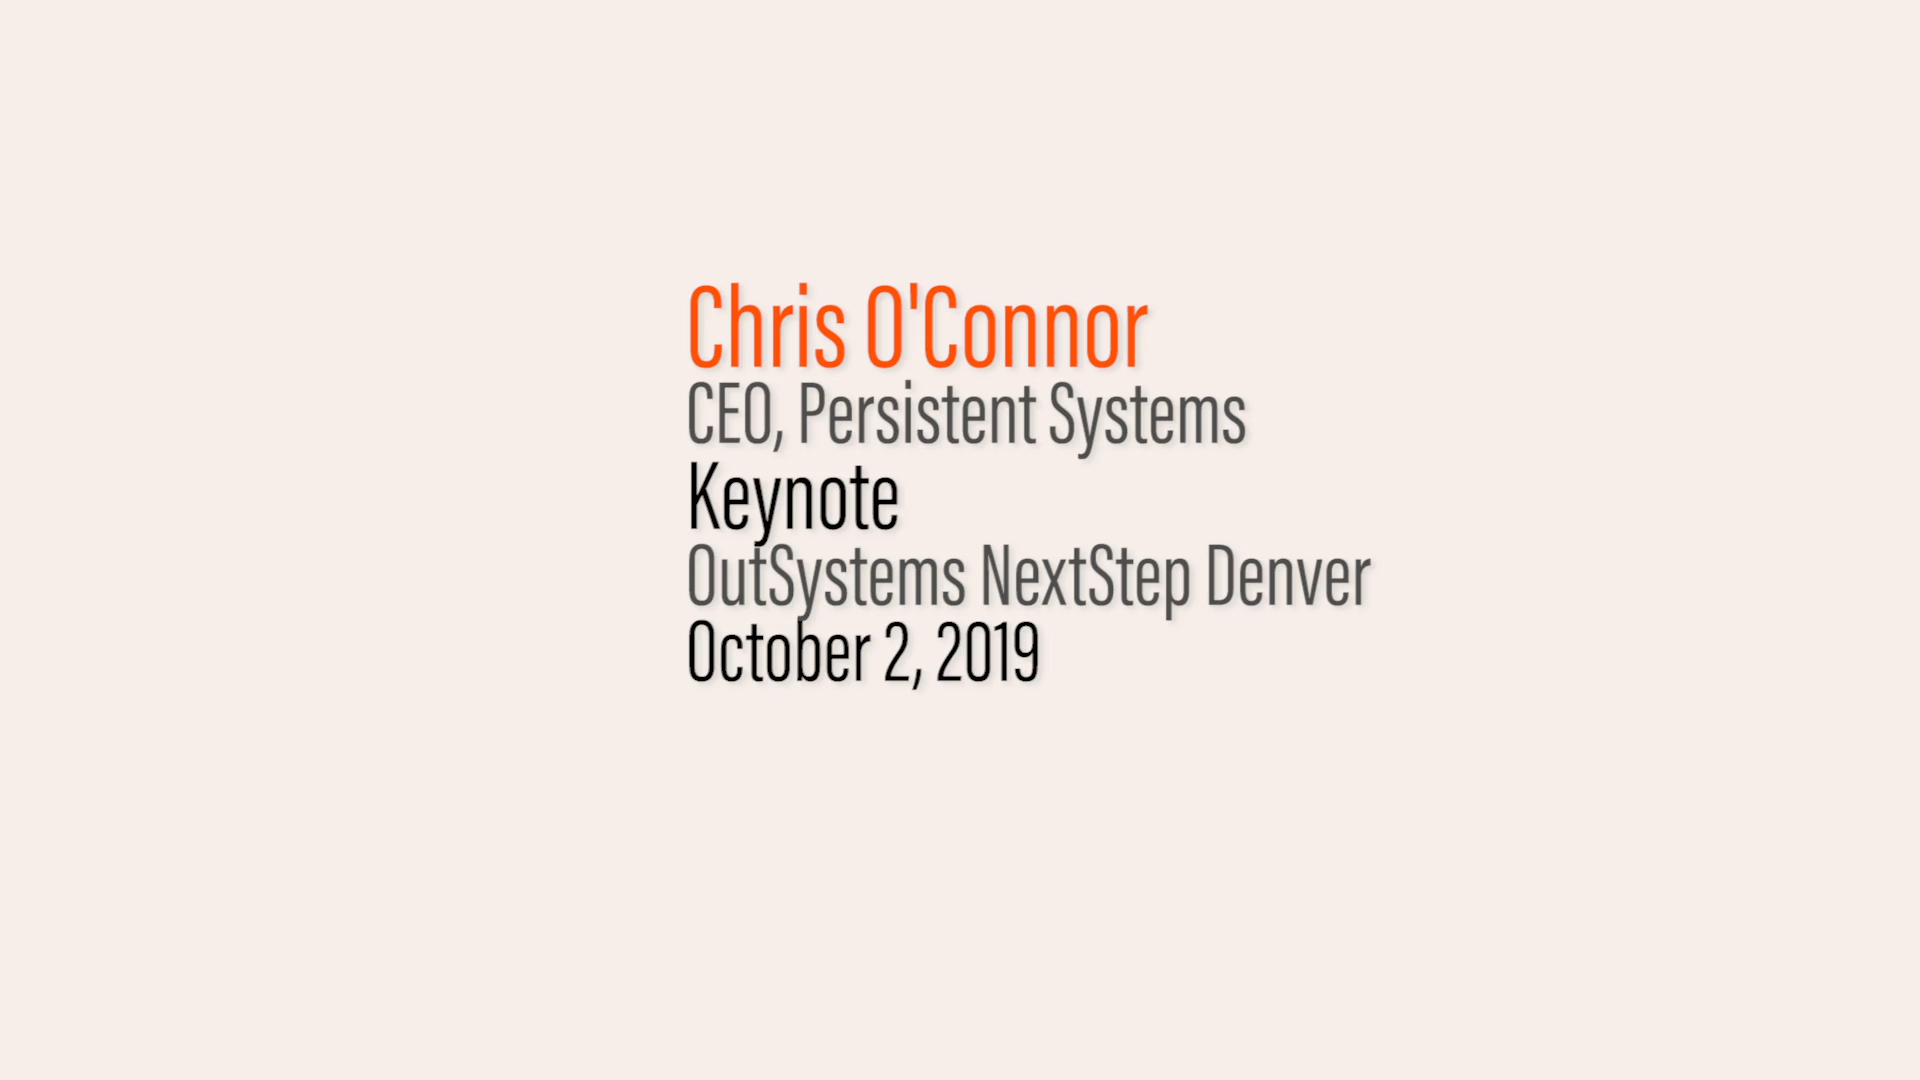 Chris O'Connor
CEO, Persistent Systems
Keynote
OutSystems NextStep Denver
October 2, 2019